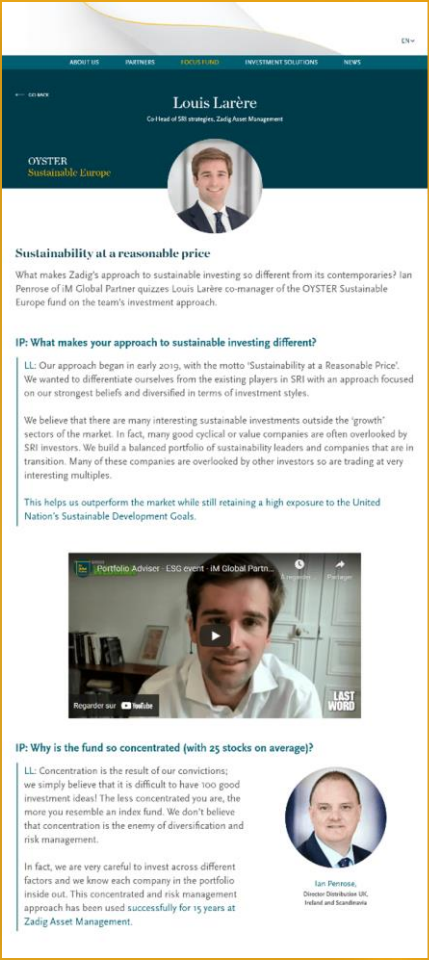 EN
ABOUT US PARTNERS FOCUS FUND INVESTMENT SOLUTIONS NEWS
← GO BACK
Louis Larère
Co-Head of SRI strategies, Zadig Asset Management
OYSTER
Sustainable Europe
Sustainability at a reasonable price
What makes Zadig's approach to sustainable investing so different from its contemporaries? Ian
Penrose of iM Global Partner quizzes Louis Larère co-manager of the OYSTER Sustainable
Europe fund on the team's investment approach.
IP: What makes your approach to sustainable investing different?
LL: Our approach began in early 2019, with the motto 'Sustainability at a Reasonable Price'.
We wanted to differentiate ourselves from the existing players in SRI with an approach focused
on our strongest beliefs and diversified in terms of investment styles.
We believe that there are many interesting sustainable investments outside the 'growth'
sectors of the market. In fact, many good cyclical or value companies are often overlooked by
SRI investors. We build a balanced portfolio of sustainability leaders and companies that are in
transition. Many of these companies are overlooked by other investors so are trading at very
interesting multiples.
This helps us outperform the market while still retaining a high exposure to the United
Nation's Sustainable Development Goals.
Portfolio Adviser - ESG event - iM Global Partn...
À regarder... Partager
Regarder sur YouTube
LAST
WORD
IP: Why is the fund so concentrated (with 25 stocks on average)?
LL: Concentration is the result of our convictions;
we simply believe that it is difficult to have 100 good
investment ideas! The less concentrated you are, the
more you resemble an index fund. We don't believe
that concentration is the enemy of diversification and
risk management.
In fact, we are very careful to invest across different
factors and we know each company in the portfolio
inside out. This concentrated and risk management
approach has been used successfully for 15 years at
Zadig Asset Management.
Ian Penrose,
Director Distribution UK,
Ireland and Scandinavia